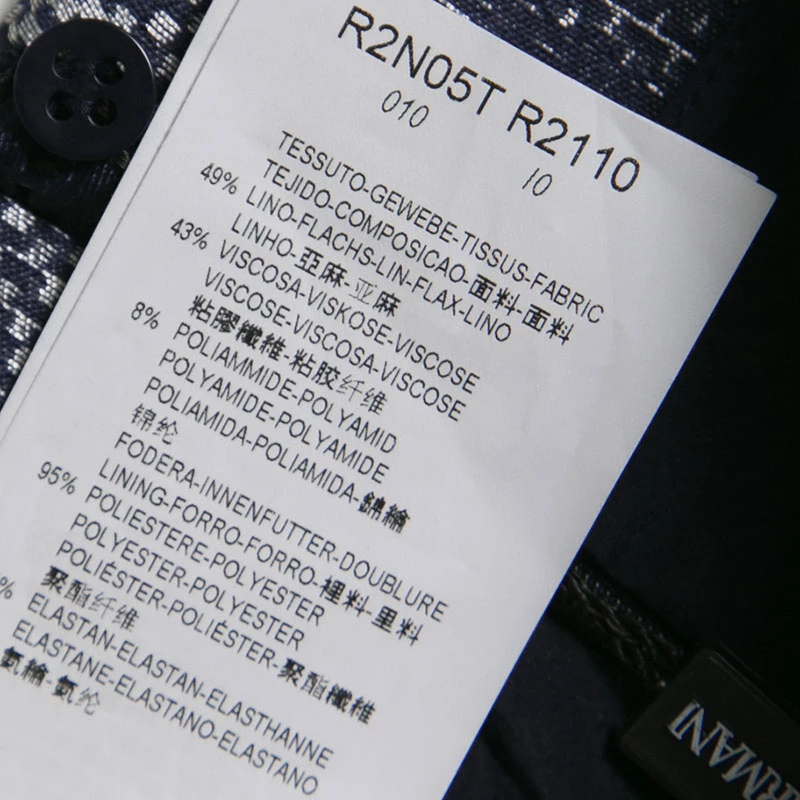 R2N05T R2110
010 10
TESSUTO-GEWEBE-TISSUS-FABRIC
TEJIDO-COMPOSICAO-面料-面料
49% LINO-FLACHS-LIN-FLAX-LINO
LINHO-亞麻-亚麻
43% VISCOSA-VISKOSE-VISCOSE
VISCOSE-VISCOSA-VISCOSE
粘膠纖維-粘胶纤维
8% POLIAMMIDE-POLYAMID
POLYAMIDE-POLYAMIDE
POLIAMIDA-POLIAMIDA-錦綸
锦纶
FODERA-INNENFUTTER-DOUBLURE
LINING-FORRO-FORRO-裡料-里料
95% POLIESTERE-POLYESTER
POLYESTER-POLYESTER
POLIÉSTER-POLIÉSTER-聚酯纖維
聚酯纤维
% ELASTAN-ELASTAN-ELASTHANNE
ELASTANE-ELASTANO-ELASTANO
氨綸-氨纶
RMANI